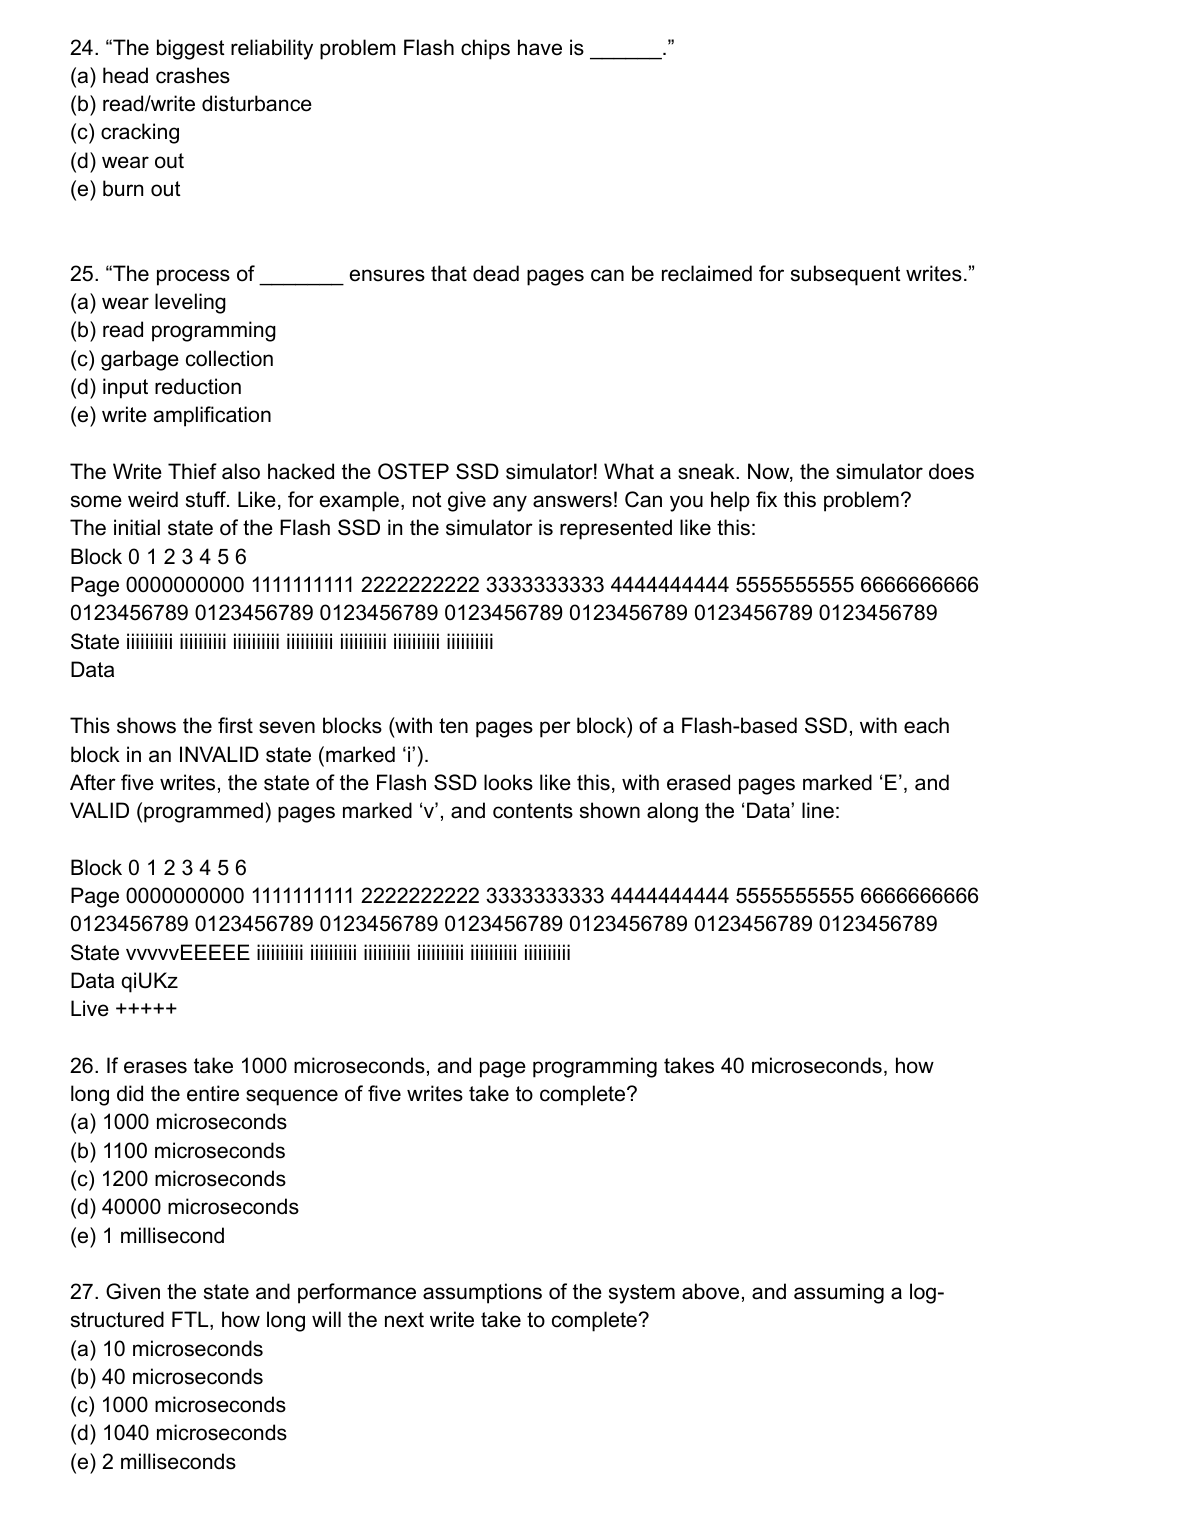 24. “The biggest reliability problem Flash chips have is ______.”
(a) head crashes
(b) read/write disturbance
(c) cracking
(d) wear out
(e) burn out
25. “The process of _______ ensures that dead pages can be reclaimed for subsequent writes.”
(a) wear leveling
(b) read programming
(c) garbage collection
(d) input reduction
(e) write amplification
The Write Thief also hacked the OSTEP SSD simulator! What a sneak. Now, the simulator does
some weird stuff. Like, for example, not give any answers! Can you help fix this problem?
The initial state of the Flash SSD in the simulator is represented like this:
Block 0 1 2 3 4 5 6
Page 0000000000 1111111111 2222222222 3333333333 4444444444 5555555555 6666666666
0123456789 0123456789 0123456789 0123456789 0123456789 0123456789 0123456789
State iiiiiiiiii iiiiiiiiii iiiiiiiiii iiiiiiiiii iiiiiiiiii iiiiiiiiii iiiiiiiiii
Data
This shows the first seven blocks (with ten pages per block) of a Flash-based SSD, with each
block in an INVALID state (marked ‘i’).
After five writes, the state of the Flash SSD looks like this, with erased pages marked ‘E’, and
VALID (programmed) pages marked ‘v’, and contents shown along the ‘Data’ line:
Block 0 1 2 3 4 5 6
Page 0000000000 1111111111 2222222222 3333333333 4444444444 5555555555 6666666666
0123456789 0123456789 0123456789 0123456789 0123456789 0123456789 0123456789
State vvvvvEEEEE iiiiiiiiii iiiiiiiiii iiiiiiiiii iiiiiiiiii iiiiiiiiii iiiiiiiiii
Data qiUKz
Live +++++
26. If erases take 1000 microseconds, and page programming takes 40 microseconds, how
long did the entire sequence of five writes take to complete?
(a) 1000 microseconds
(b) 1100 microseconds
(c) 1200 microseconds
(d) 40000 microseconds
(e) 1 millisecond
27. Given the state and performance assumptions of the system above, and assuming a log-
structured FTL, how long will the next write take to complete?
(a) 10 microseconds
(b) 40 microseconds
(c) 1000 microseconds
(d) 1040 microseconds
(e) 2 milliseconds